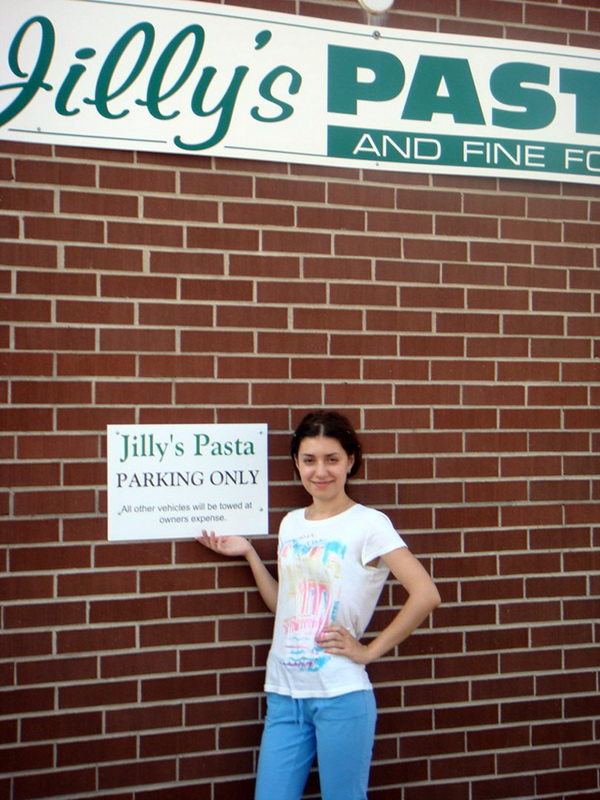 Jilly's PAST
AND FINE FO
Jilly's Pasta
PARKING ONLY
All other vehicles will be towed at
owners expense.